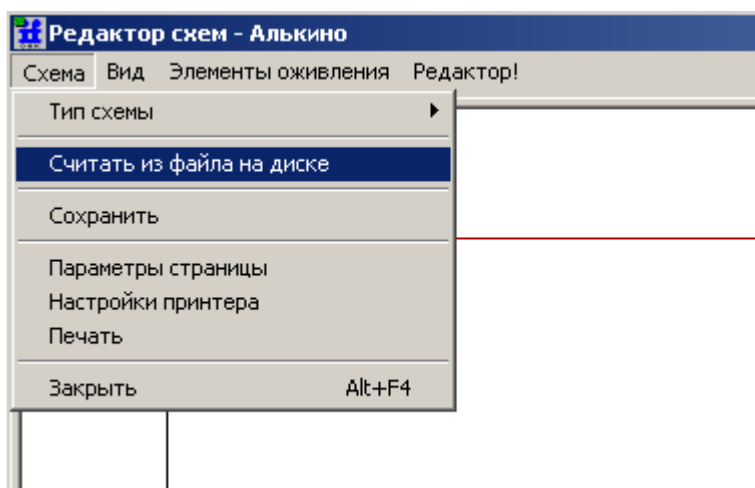 Редактор схем - Алькино
Схема Вид Элементы оживления Редактор!
Тип схемы
Считать из файла на диске
Сохранить
Параметры страницы
Настройки принтера
Печать
Закрыть Alt+F4